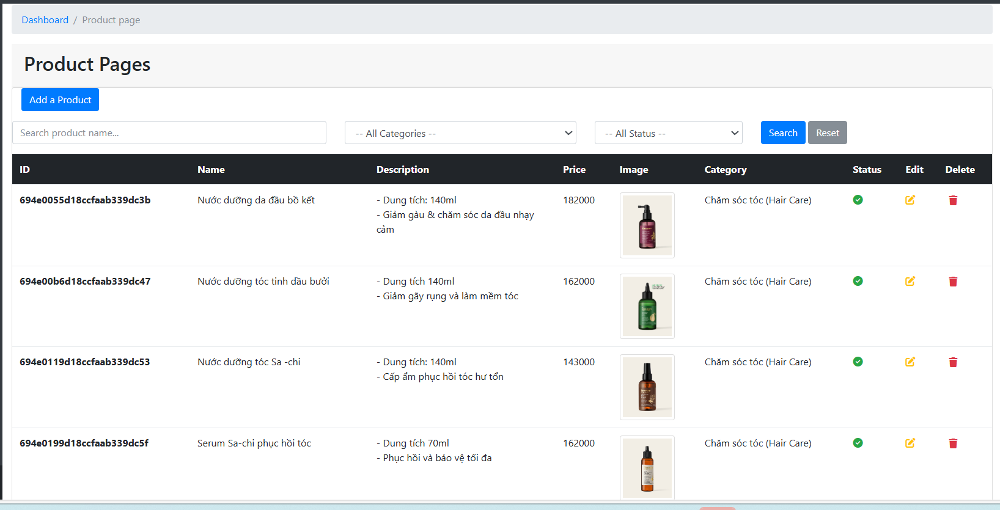 Dashboard / Product page
Product Pages
Add a Product
Search product name...
-- All Categories --
-- All Status --
Search
Reset
ID Name Description Price Image Category Status Edit Delete
694e0055d18ccfaab339dc3b Nước dưỡng da đầu bồ kết - Dung tích: 140ml 182000 Chăm sóc tóc (Hair Care)
- Giảm gàu & chăm sóc da đầu nhạy
cảm
694e00b6d18ccfaab339dc47 Nước dưỡng tóc tinh dầu bưởi - Dung tích 140ml 162000 Chăm sóc tóc (Hair Care)
- Giảm gãy rụng và làm mềm tóc
694e0119d18ccfaab339dc53 Nước dưỡng tóc Sa -chi - Dung tích: 140ml 143000 Chăm sóc tóc (Hair Care)
- Cấp ẩm phục hồi tóc hư tổn
694e0199d18ccfaab339dc5f Serum Sa-chi phục hồi tóc - Dung tích 70ml 162000 Chăm sóc tóc (Hair Care)
- Phục hồi và bảo vệ tối đa